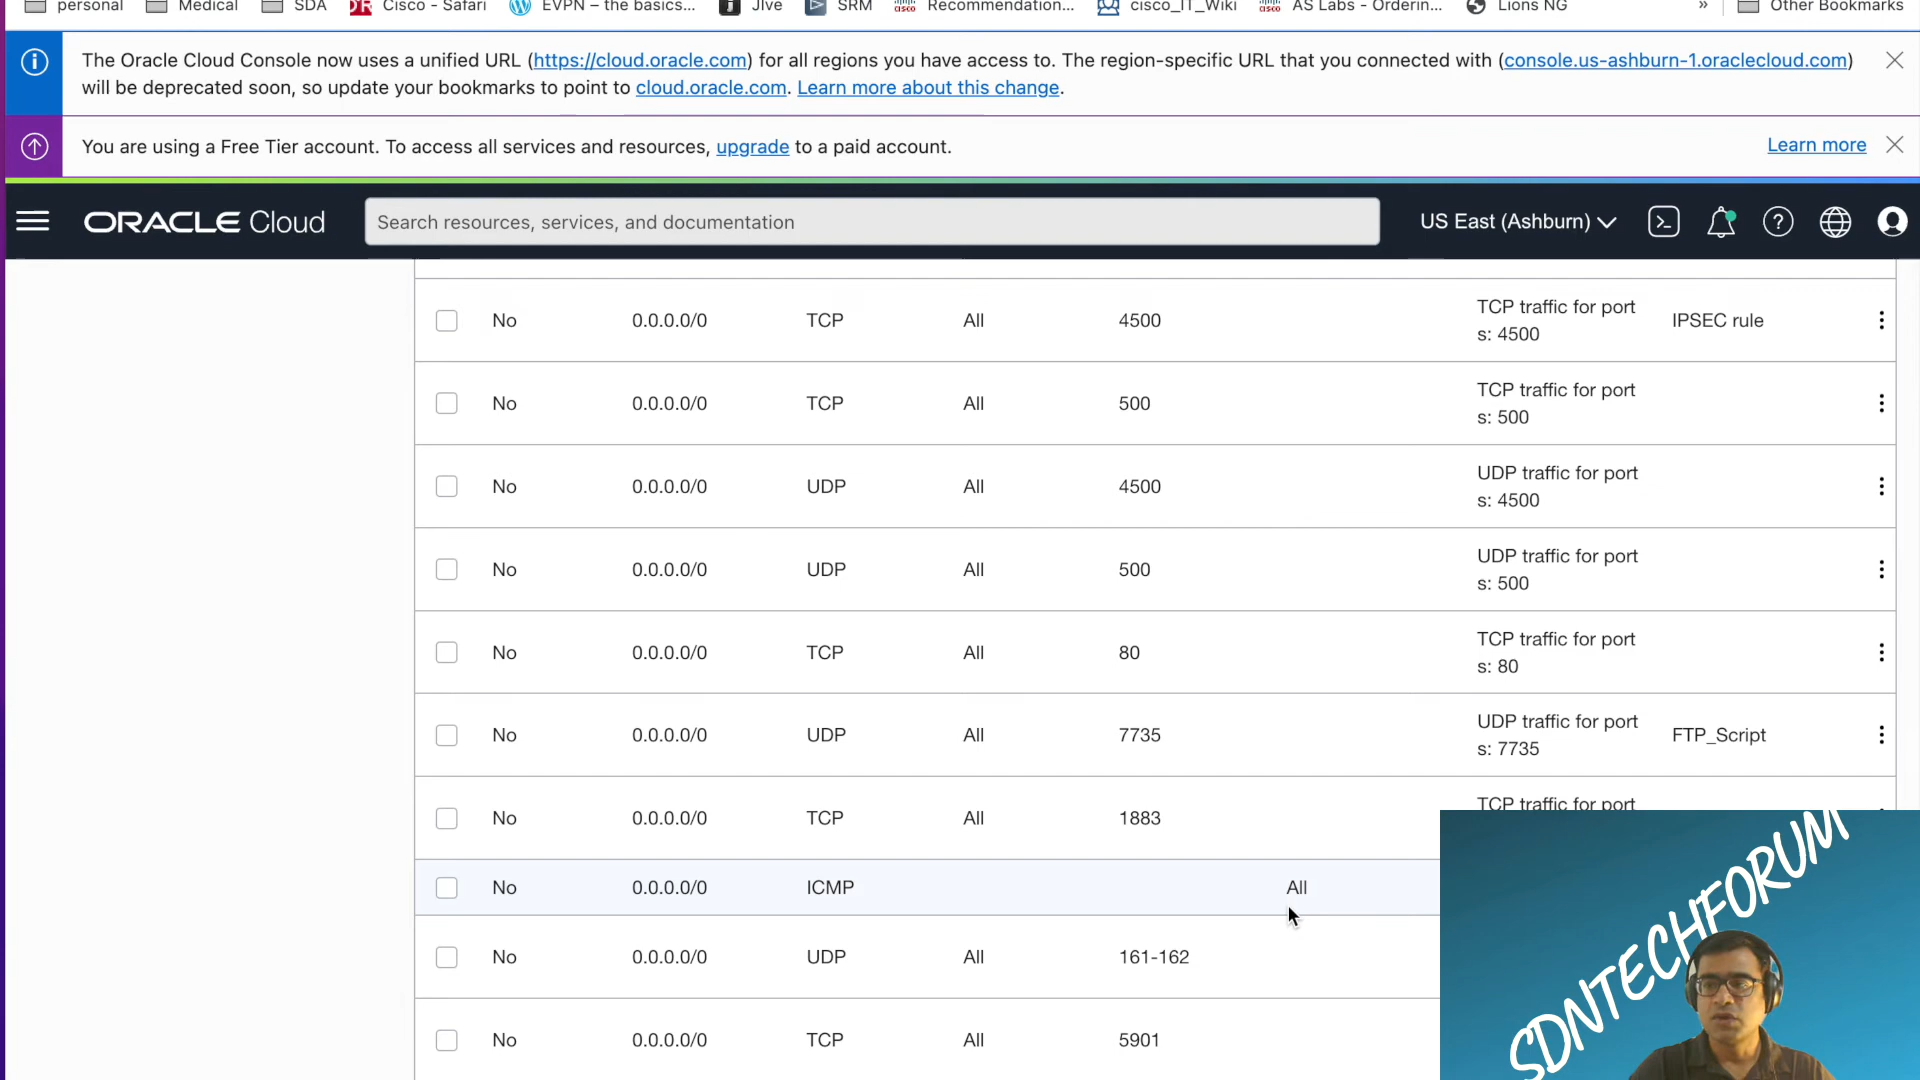 personal Medical SDA Cisco - Safari EVPN – the basics... JIve SRM Recommendation... cisco_IT_Wiki AS Labs - Orderin... Lions NG » Other Bookmarks
The Oracle Cloud Console now uses a unified URL (https://cloud.oracle.com) for all regions you have access to. The region-specific URL that you connected with (console.us-ashburn-1.oraclecloud.com)
will be deprecated soon, so update your bookmarks to point to cloud.oracle.com. Learn more about this change.
You are using a Free Tier account. To access all services and resources, upgrade to a paid account. Learn more
ORACLE Cloud Search resources, services, and documentation US East (Ashburn)
No 0.0.0.0/0 TCP All 4500 TCP traffic for port IPSEC rule
s: 4500
No 0.0.0.0/0 TCP All 500 TCP traffic for port
s: 500
No 0.0.0.0/0 UDP All 4500 UDP traffic for port
s: 4500
No 0.0.0.0/0 UDP All 500 UDP traffic for port
s: 500
No 0.0.0.0/0 TCP All 80 TCP traffic for port
s: 80
No 0.0.0.0/0 UDP All 7735 UDP traffic for port FTP_Script
s: 7735
No 0.0.0.0/0 TCP All 1883 TCP traffic for port
No 0.0.0.0/0 ICMP All
No 0.0.0.0/0 UDP All 161-162
No 0.0.0.0/0 TCP All 5901
SDNTECHFORUM